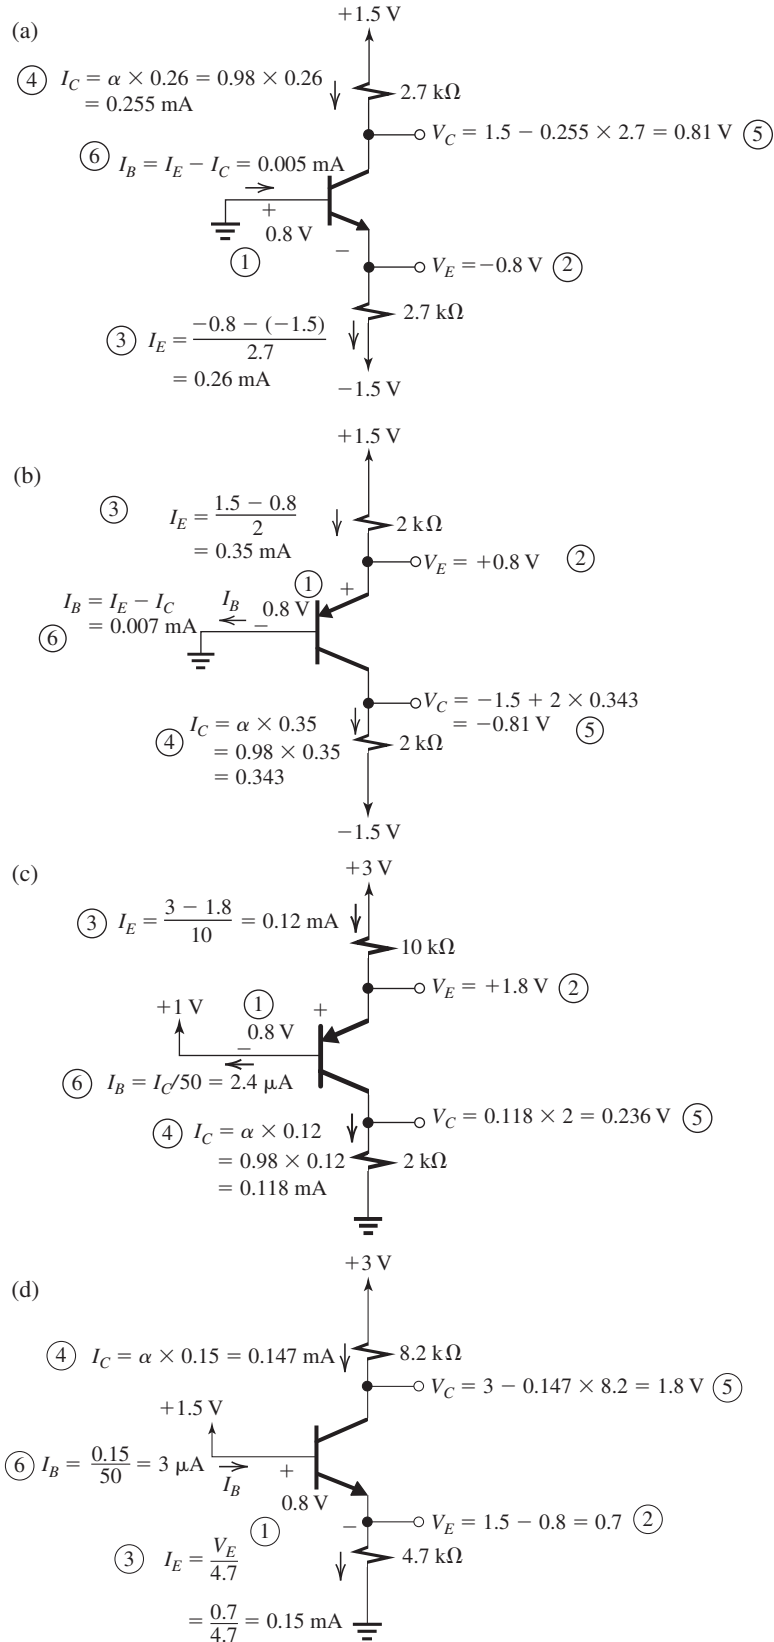 (a)
+1.5 V
④ I_C = α × 0.26 = 0.98 × 0.26
= 0.255 mA
2.7 kΩ
V_C = 1.5 − 0.255 × 2.7 = 0.81 V ⑤
⑥ I_B = I_E − I_C = 0.005 mA
+
0.8 V
−
①
V_E = −0.8 V ②
2.7 kΩ
③ I_E = −0.8 − (−1.5) / 2.7
= 0.26 mA
−1.5 V
+1.5 V
(b)
③ I_E = 1.5 − 0.8 / 2
= 0.35 mA
2 kΩ
V_E = +0.8 V ②
① +
I_B = I_E − I_C
I_B
0.8 V
−
= 0.007 mA
⑥
V_C = −1.5 + 2 × 0.343
= −0.81 V ⑤
④ I_C = α × 0.35
= 0.98 × 0.35
= 0.343
2 kΩ
−1.5 V
+3 V
(c)
③ I_E = 3 − 1.8 / 10 = 0.12 mA
10 kΩ
V_E = +1.8 V ②
+1 V
①
+
0.8 V
−
⑥ I_B = I_C/50 = 2.4 μA
V_C = 0.118 × 2 = 0.236 V ⑤
④ I_C = α × 0.12
= 0.98 × 0.12
= 0.118 mA
2 kΩ
+3 V
(d)
④ I_C = α × 0.15 = 0.147 mA
8.2 kΩ
V_C = 3 − 0.147 × 8.2 = 1.8 V ⑤
+1.5 V
⑥ I_B = 0.15 / 50 = 3 μA
I_B
+
0.8 V
−
①
V_E = 1.5 − 0.8 = 0.7 ②
③ I_E = V_E / 4.7
4.7 kΩ
= 0.7 / 4.7 = 0.15 mA